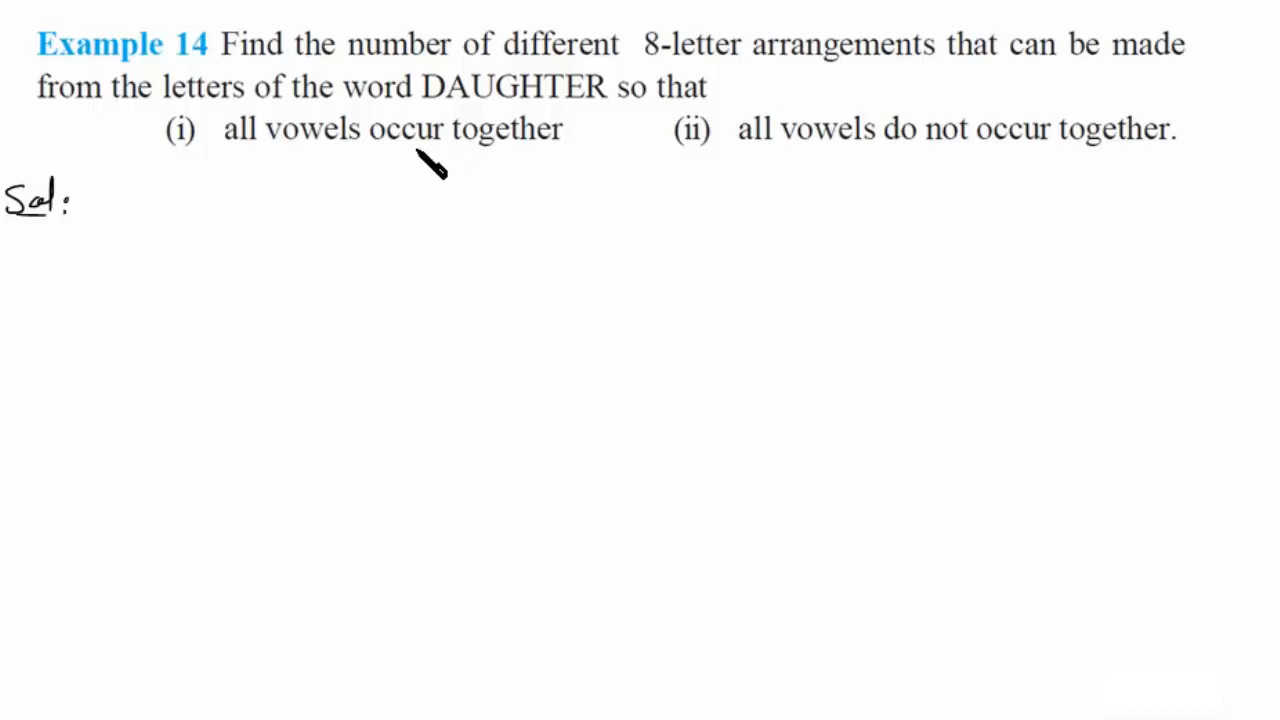 Example 14 Find the number of different 8-letter arrangements that can be made
from the letters of the word DAUGHTER so that
(i) all vowels occur together (ii) all vowels do not occur together.
Sol: